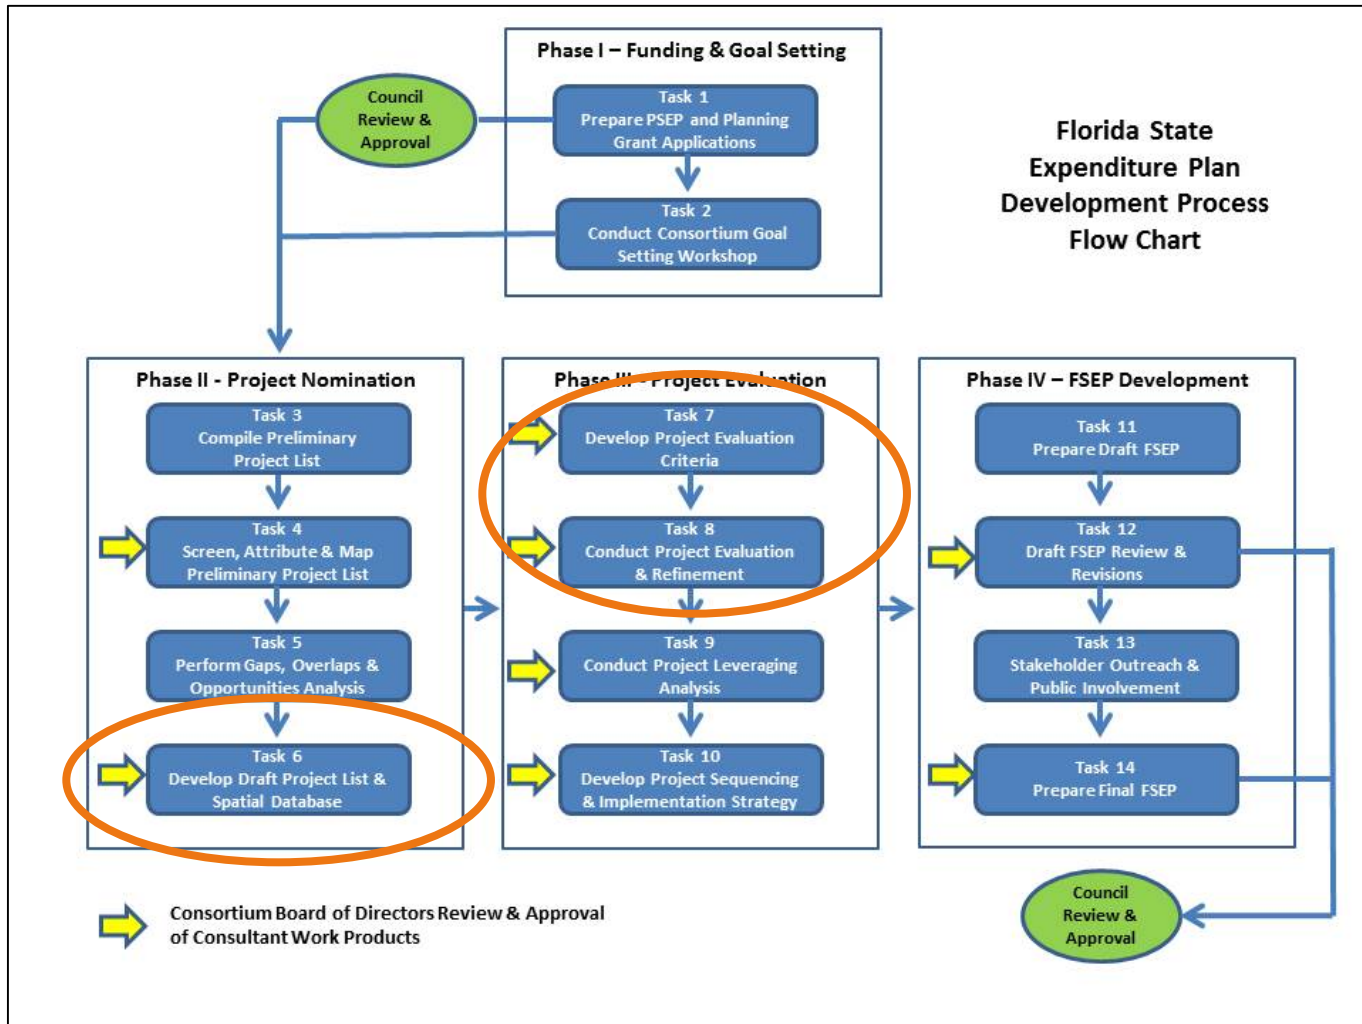 Phase I – Funding & Goal Setting
Council
Review &
Approval
Task 1
Prepare PSEP and Planning
Grant Applications
Task 2
Conduct Consortium Goal
Setting Workshop
Florida State
Expenditure Plan
Development Process
Flow Chart
Phase II - Project Nomination
Task 3
Compile Preliminary
Project List
Task 4
Screen, Attribute & Map
Preliminary Project List
Task 5
Perform Gaps, Overlaps &
Opportunities Analysis
Task 6
Develop Draft Project List &
Spatial Database
Phase III - Project Evaluation
Task 7
Develop Project Evaluation
Criteria
Task 8
Conduct Project Evaluation
& Refinement
Task 9
Conduct Project Leveraging
Analysis
Task 10
Develop Project Sequencing
& Implementation Strategy
Phase IV – FSEP Development
Task 11
Prepare Draft FSEP
Task 12
Draft FSEP Review &
Revisions
Task 13
Stakeholder Outreach &
Public Involvement
Task 14
Prepare Final FSEP
Council
Review &
Approval
Consortium Board of Directors Review & Approval
of Consultant Work Products